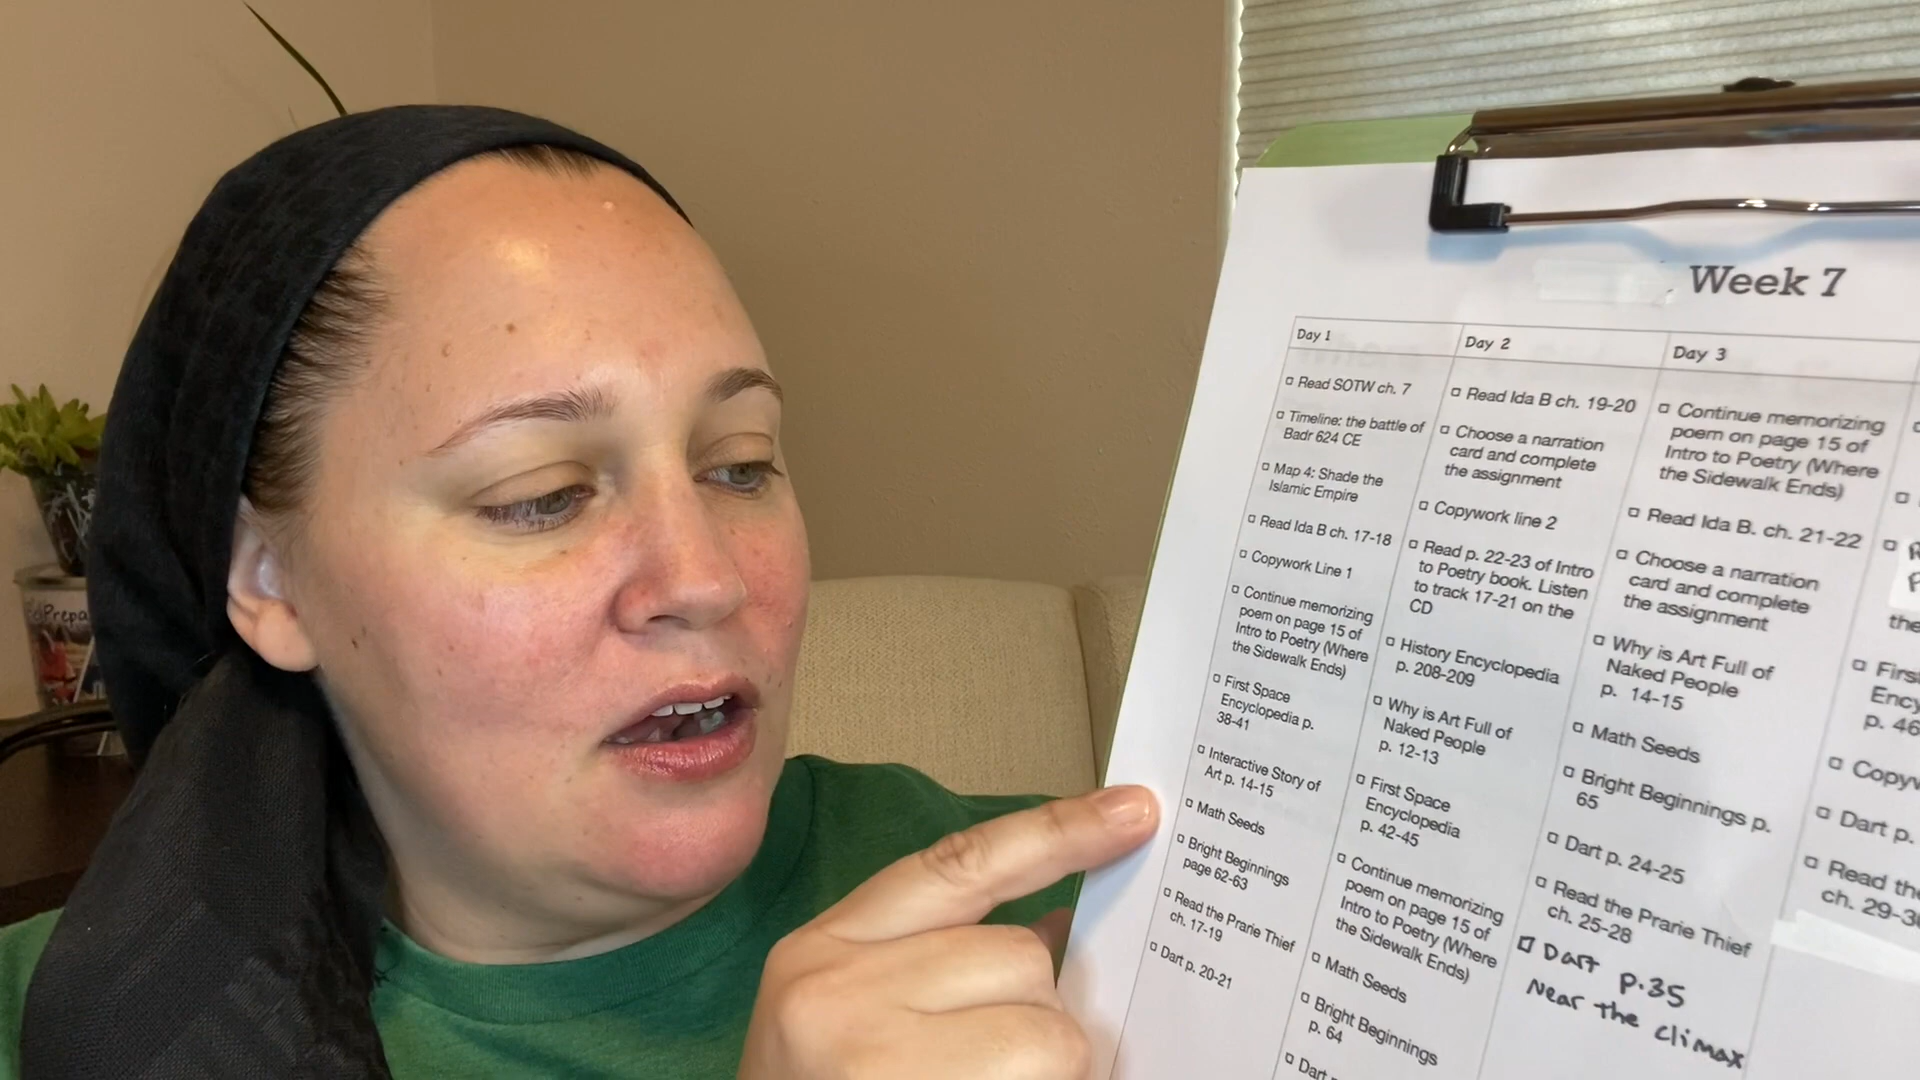 Week 7
Day 1
Read SOTW ch. 7
Timeline: the battle of
Badr 624 CE
Map 4: Shade the
Islamic Empire
Read Ida B ch. 17-18
Copywork Line 1
Continue memorizing
poem on page 15 of
Intro to Poetry (Where
the Sidewalk Ends)
First Space
Encyclopedia p.
38-41
Interactive Story of
Art p. 14-15
Math Seeds
Bright Beginnings
page 62-63
Read the Prarie Thief
ch. 17-19
Dart p. 20-21
Day 2
Read Ida B ch. 19-20
Choose a narration
card and complete
the assignment
Copywork line 2
Read p. 22-23 of Intro
to Poetry book. Listen
to track 17-21 on the
CD
History Encyclopedia
p. 208-209
Why is Art Full of
Naked People
p. 12-13
First Space
Encyclopedia
p. 42-45
Continue memorizing
poem on page 15 of
Intro to Poetry (Where
the Sidewalk Ends)
Math Seeds
Bright Beginnings
p. 64
Dart
Day 3
Continue memorizing
poem on page 15 of
Intro to Poetry (Where
the Sidewalk Ends)
Read Ida B. ch. 21-22
Choose a narration
card and complete
the assignment
Why is Art Full of
Naked People
p. 14-15
Math Seeds
Bright Beginnings p.
65
Dart p. 24-25
Read the Prarie Thief
ch. 25-28
Dart p.35
Near the climax
the
p. 46
Dart p.
Read the